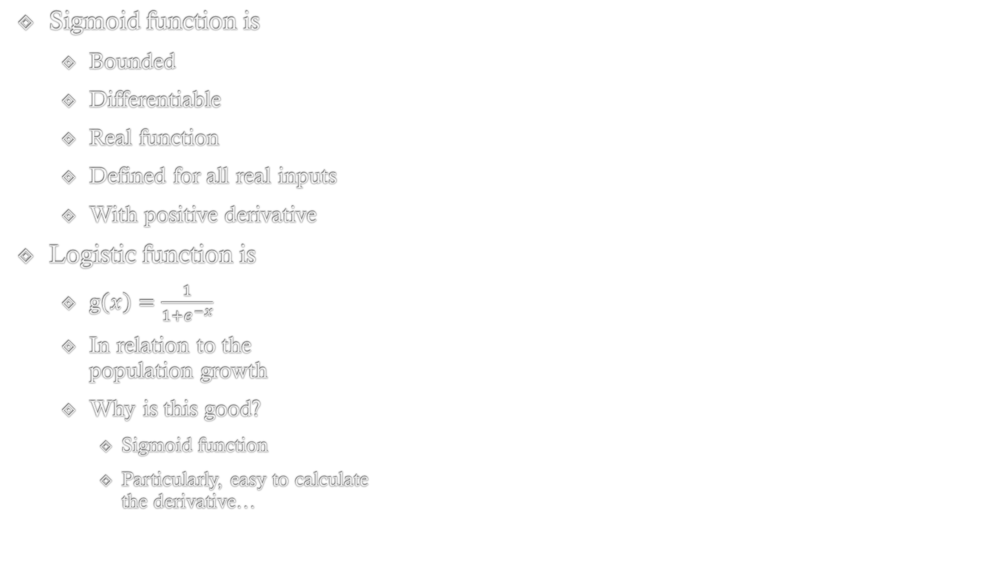 Sigmoid function is
Bounded
Differentiable
Real function
Defined for all real inputs
With positive derivative
Logistic function is
g(x) = 1/(1+e^{-x})
In relation to the
population growth
Why is this good?
Sigmoid function
Particularly, easy to calculate
the derivative…